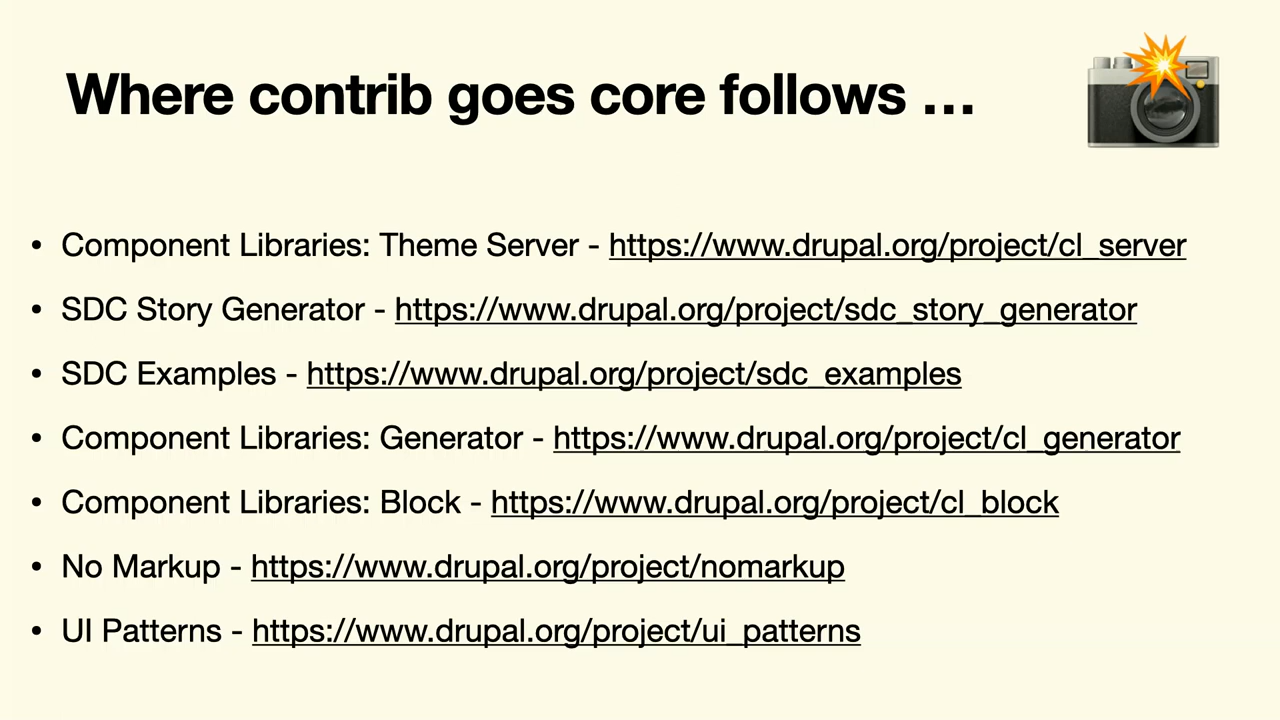 Where contrib goes core follows …
• Component Libraries: Theme Server - https://www.drupal.org/project/cl_server
• SDC Story Generator - https://www.drupal.org/project/sdc_story_generator
• SDC Examples - https://www.drupal.org/project/sdc_examples
• Component Libraries: Generator - https://www.drupal.org/project/cl_generator
• Component Libraries: Block - https://www.drupal.org/project/cl_block
• No Markup - https://www.drupal.org/project/nomarkup
• UI Patterns - https://www.drupal.org/project/ui_patterns